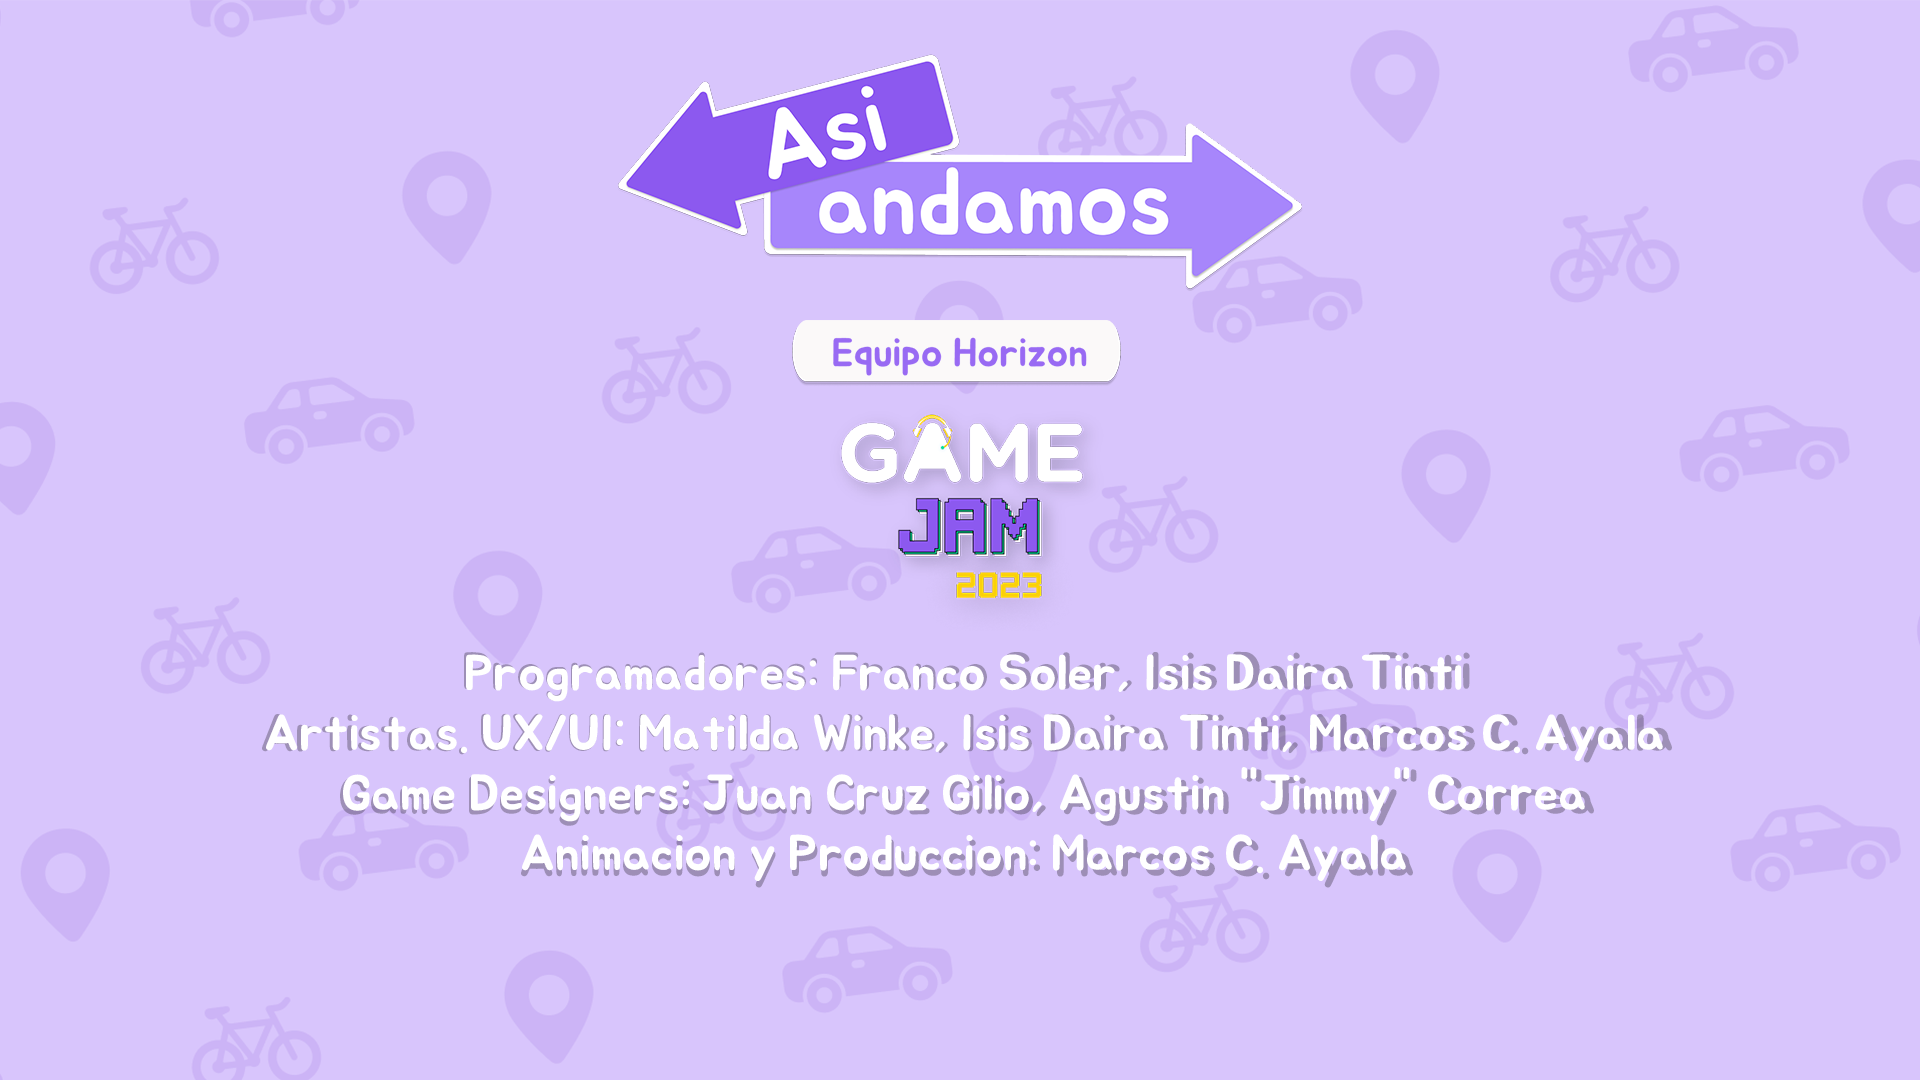 Asi
andamos
Equipo Horizon
GAME
JAM
2023
Programadores: Franco Soler, Isis Daira Tinti
Artistas. UX/UI: Matilda Winke, Isis Daira Tinti, Marcos C. Ayala
Game Designers: Juan Cruz Gilio, Agustin "Jimmy" Correa
Animacion y Produccion: Marcos C. Ayala